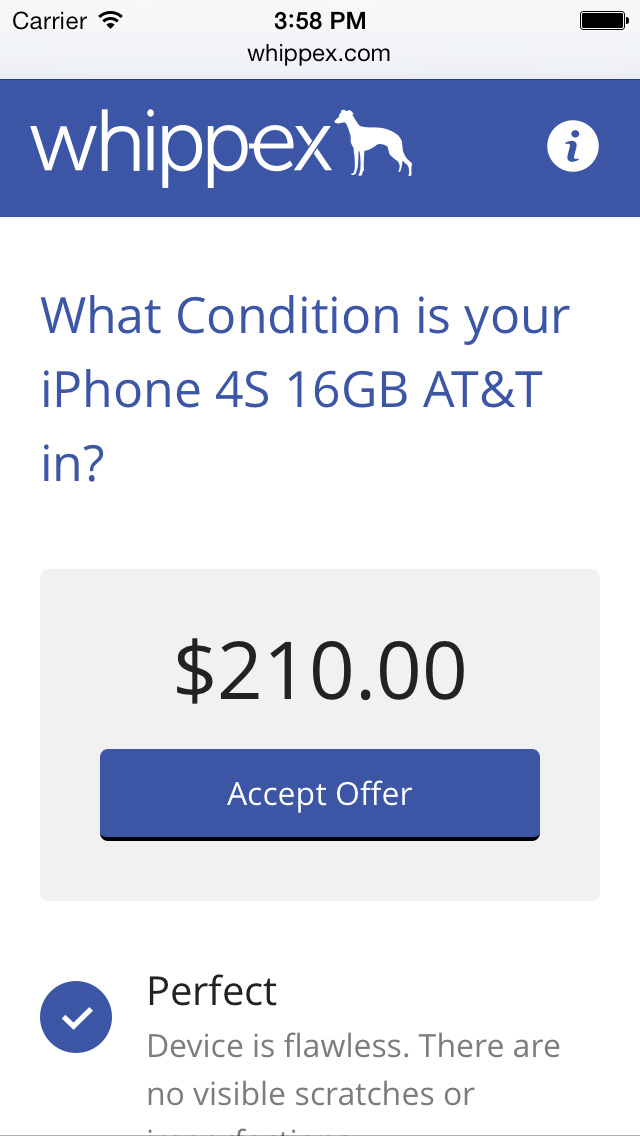 Carrier 3:58 PM
whippex.com
whippex i
What Condition is your
iPhone 4S 16GB AT&T
in?
$210.00
Accept Offer
Perfect
Device is flawless. There are
no visible scratches or